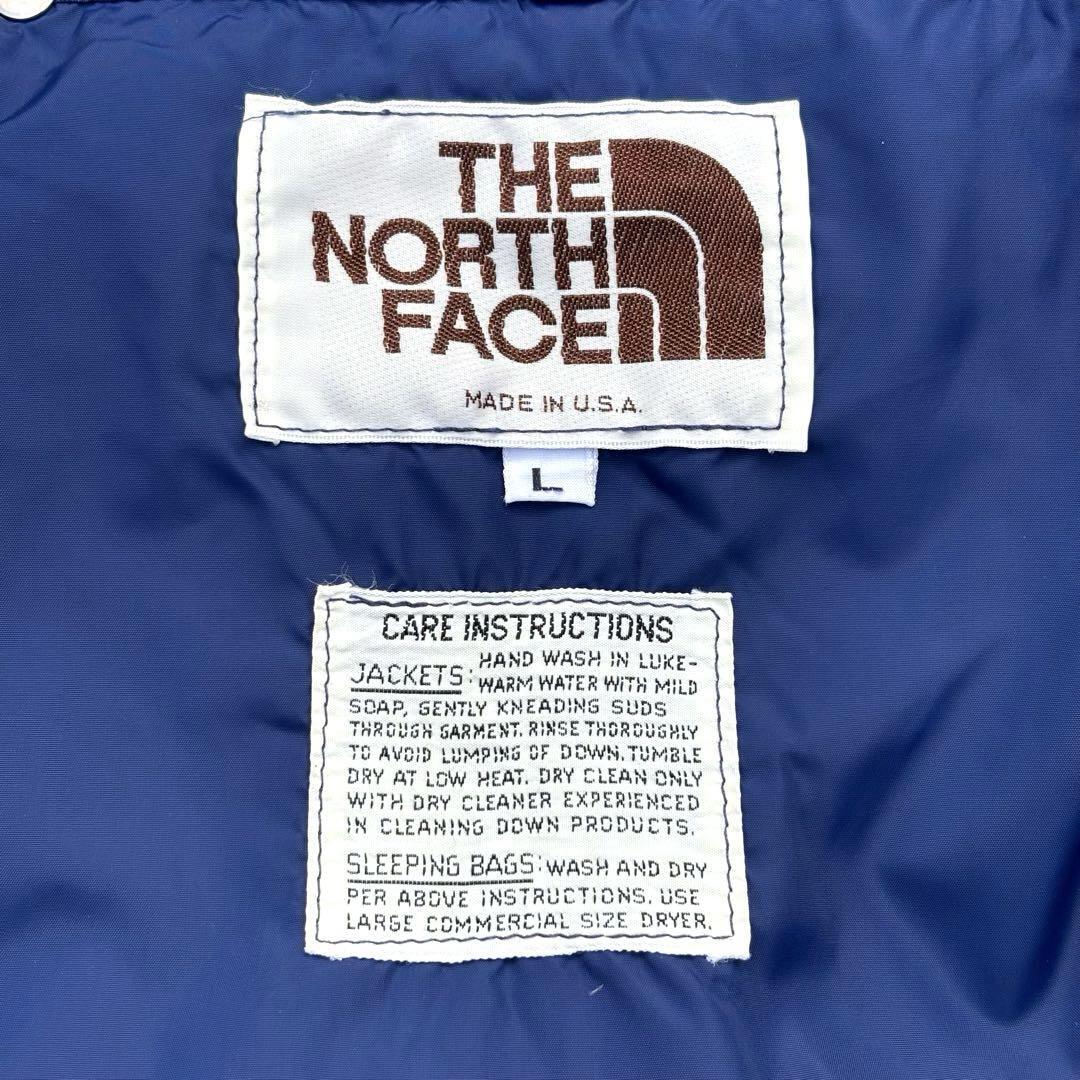 THE
NORTH
FACE
MADE IN U.S.A.
L
CARE INSTRUCTIONS
JACKETS: HAND WASH IN LUKE-
WARM WATER WITH MILD
SOAP, GENTLY KNEADING SUDS
THROUGH GARMENT. RINSE THOROUGHLY
TO AVOID LUMPING OF DOWN. TUMBLE
DRY AT LOW HEAT. DRY CLEAN ONLY
WITH DRY CLEANER EXPERIENCED
IN CLEANING DOWN PRODUCTS.
SLEEPING BAGS: WASH AND DRY
PER ABOVE INSTRUCTIONS. USE
LARGE COMMERCIAL SIZE DRYER.